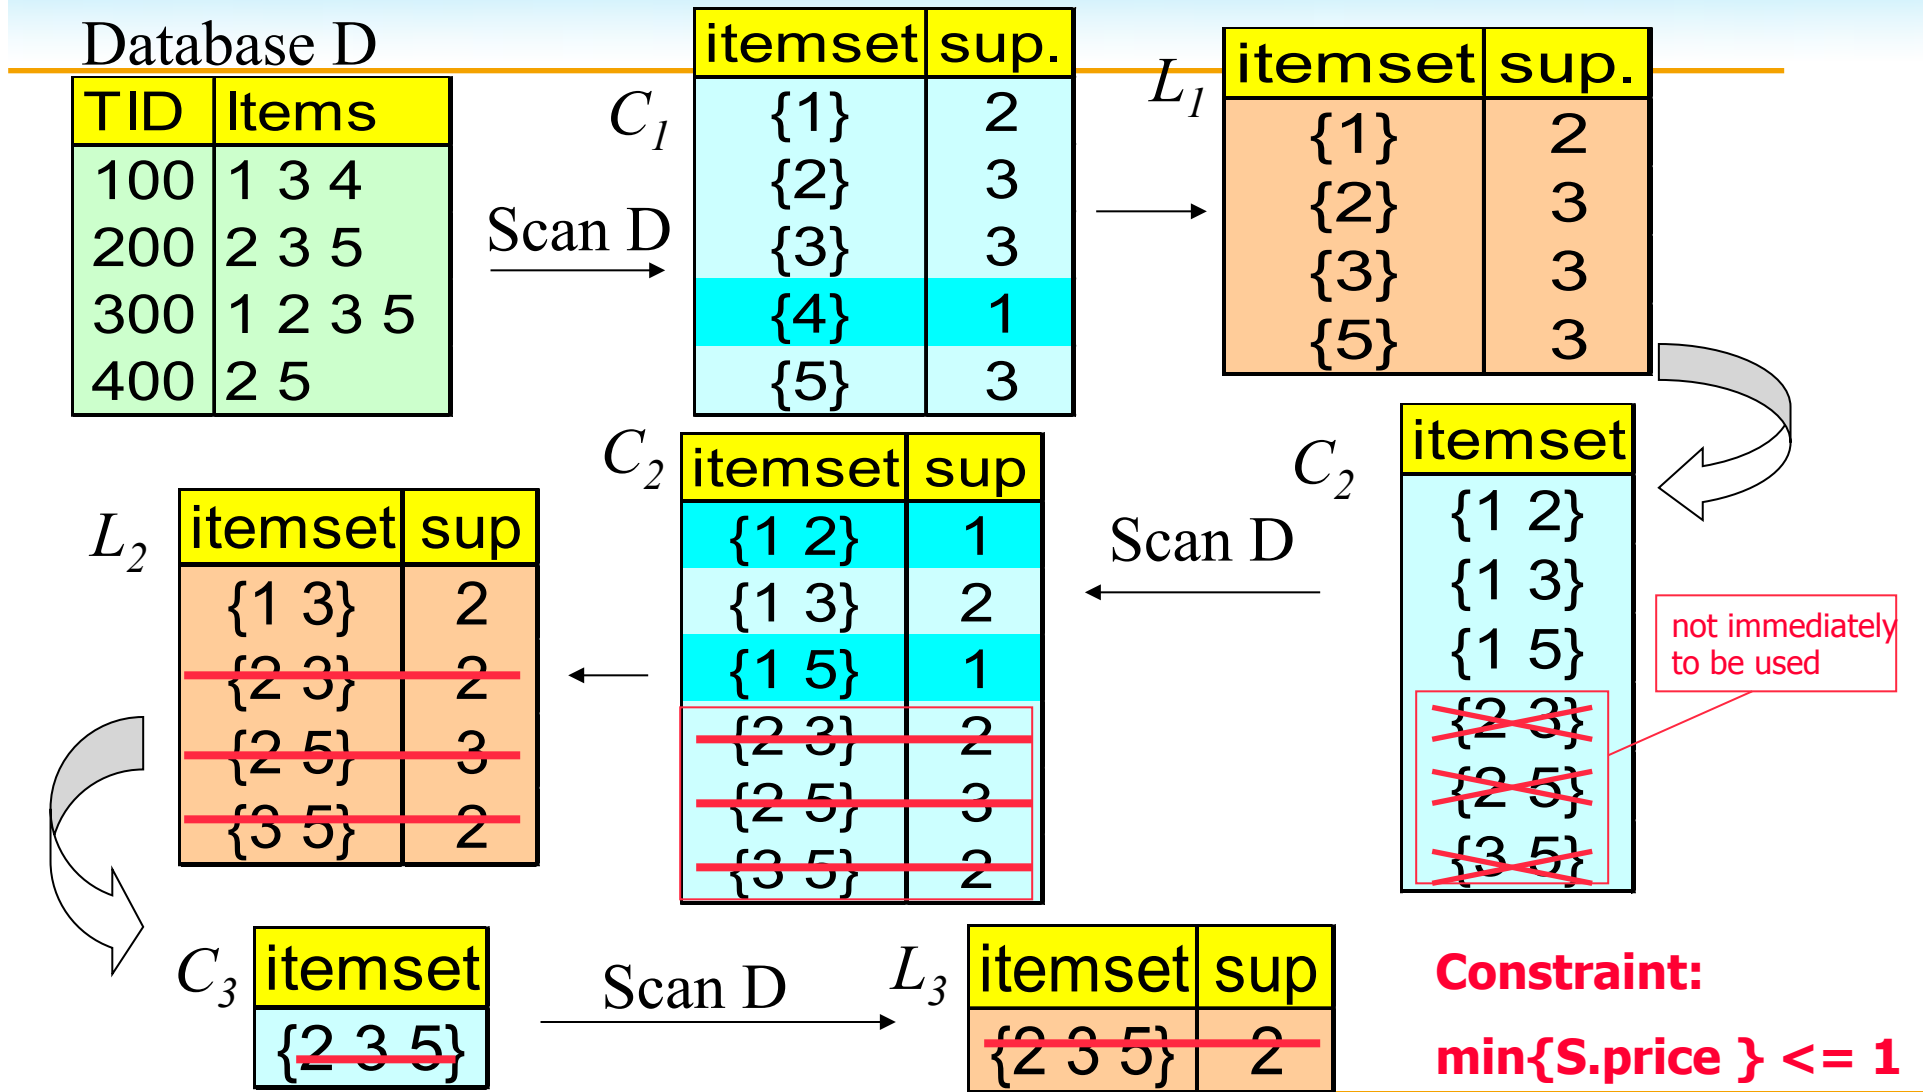 Database D
TID Items
100 1 3 4
200 2 3 5
300 1 2 3 5
400 2 5
Scan D
C1
itemset sup.
{1} 2
{2} 3
{3} 3
{4} 1
{5} 3
L1
itemset sup.
{1} 2
{2} 3
{3} 3
{5} 3
C2
itemset
{1 2}
{1 3}
{1 5}
{2 3}
{2 5}
{3 5}
not immediately
to be used
Scan D
C2
itemset sup
{1 2} 1
{1 3} 2
{1 5} 1
{2 3} 2
{2 5} 3
{3 5} 2
L2
itemset sup
{1 3} 2
{2 3} 2
{2 5} 3
{3 5} 2
C3
itemset
{2 3 5}
Scan D
L3
itemset sup
{2 3 5} 2
Constraint:
min{S.price } <= 1